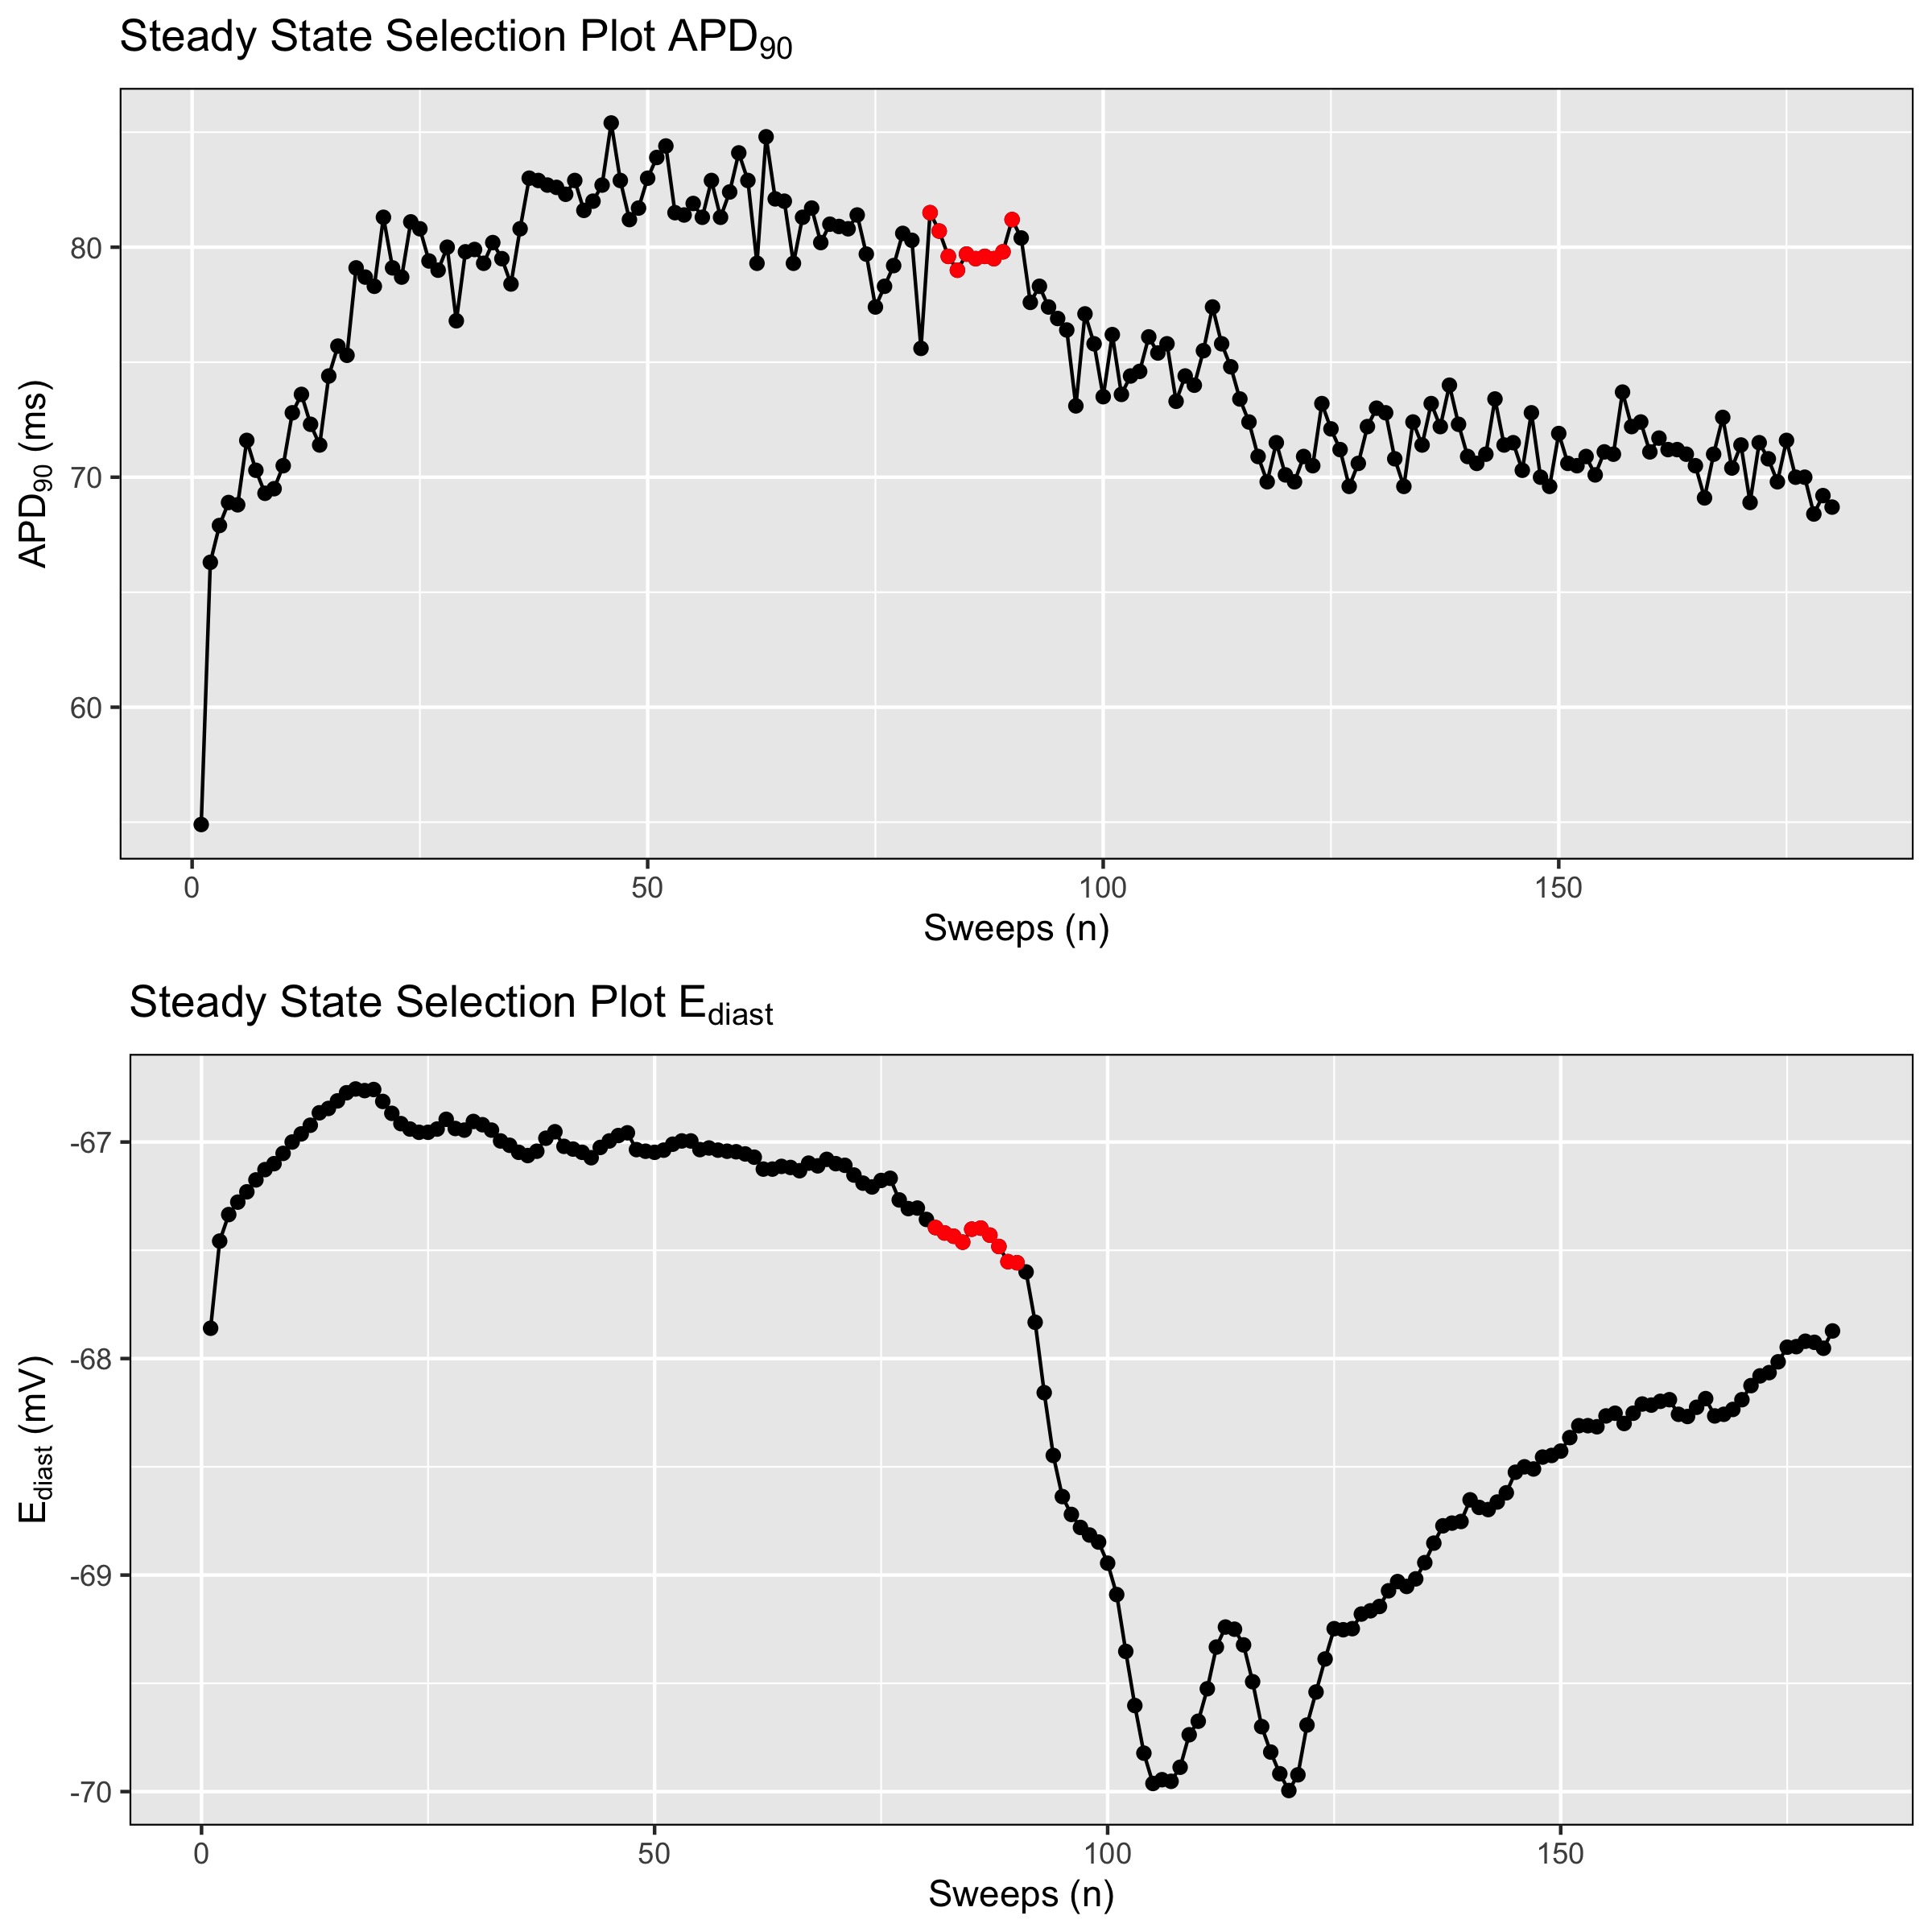 Steady State Selection Plot APD90
80
70
60
APD90 (ms)
0 50 100 150
Sweeps (n)
Steady State Selection Plot Ediast
-67
-68
-69
-70
Ediast (mV)
0 50 100 150
Sweeps (n)